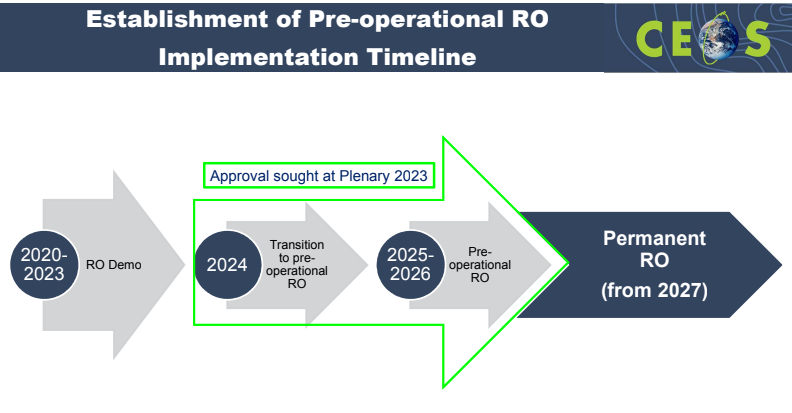 Establishment of Pre-operational RO
Implementation Timeline
CEOS
Approval sought at Plenary 2023
2020-
2023
RO Demo
2024
Transition
to pre-
operational
RO
2025-
2026
Pre-
operational
RO
Permanent
RO
(from 2027)